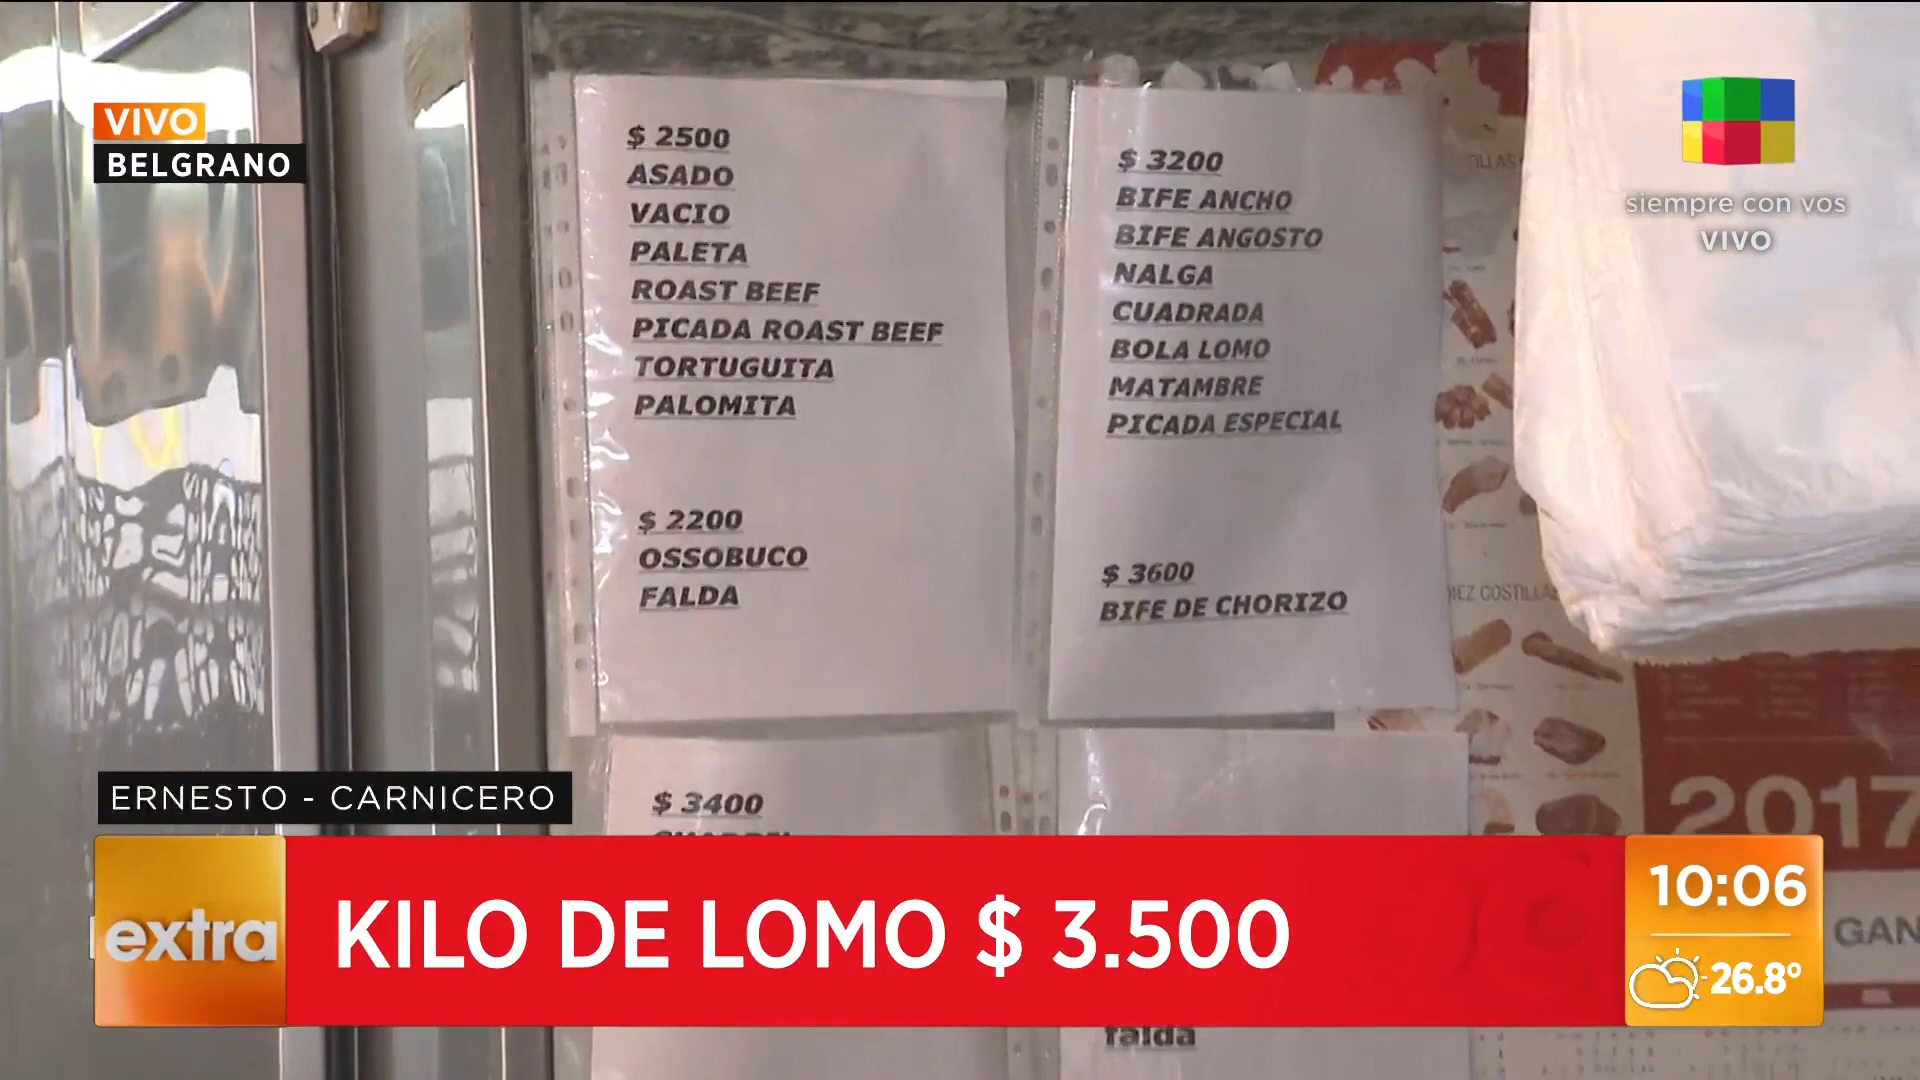 VIVO
BELGRANO
siempre con vos
VIVO
$ 2500
ASADO
VACIO
PALETA
ROAST BEEF
PICADA ROAST BEEF
TORTUGUITA
PALOMITA
$ 2200
OSSOBUCO
FALDA
$ 3200
BIFE ANCHO
BIFE ANGOSTO
NALGA
CUADRADA
BOLA LOMO
MATAMBRE
PICADA ESPECIAL
$ 3600
BIFE DE CHORIZO
$ 3400
2017
GAN
ERNESTO - CARNICERO
extra
KILO DE LOMO $ 3.500
10:06
26.8º
falda